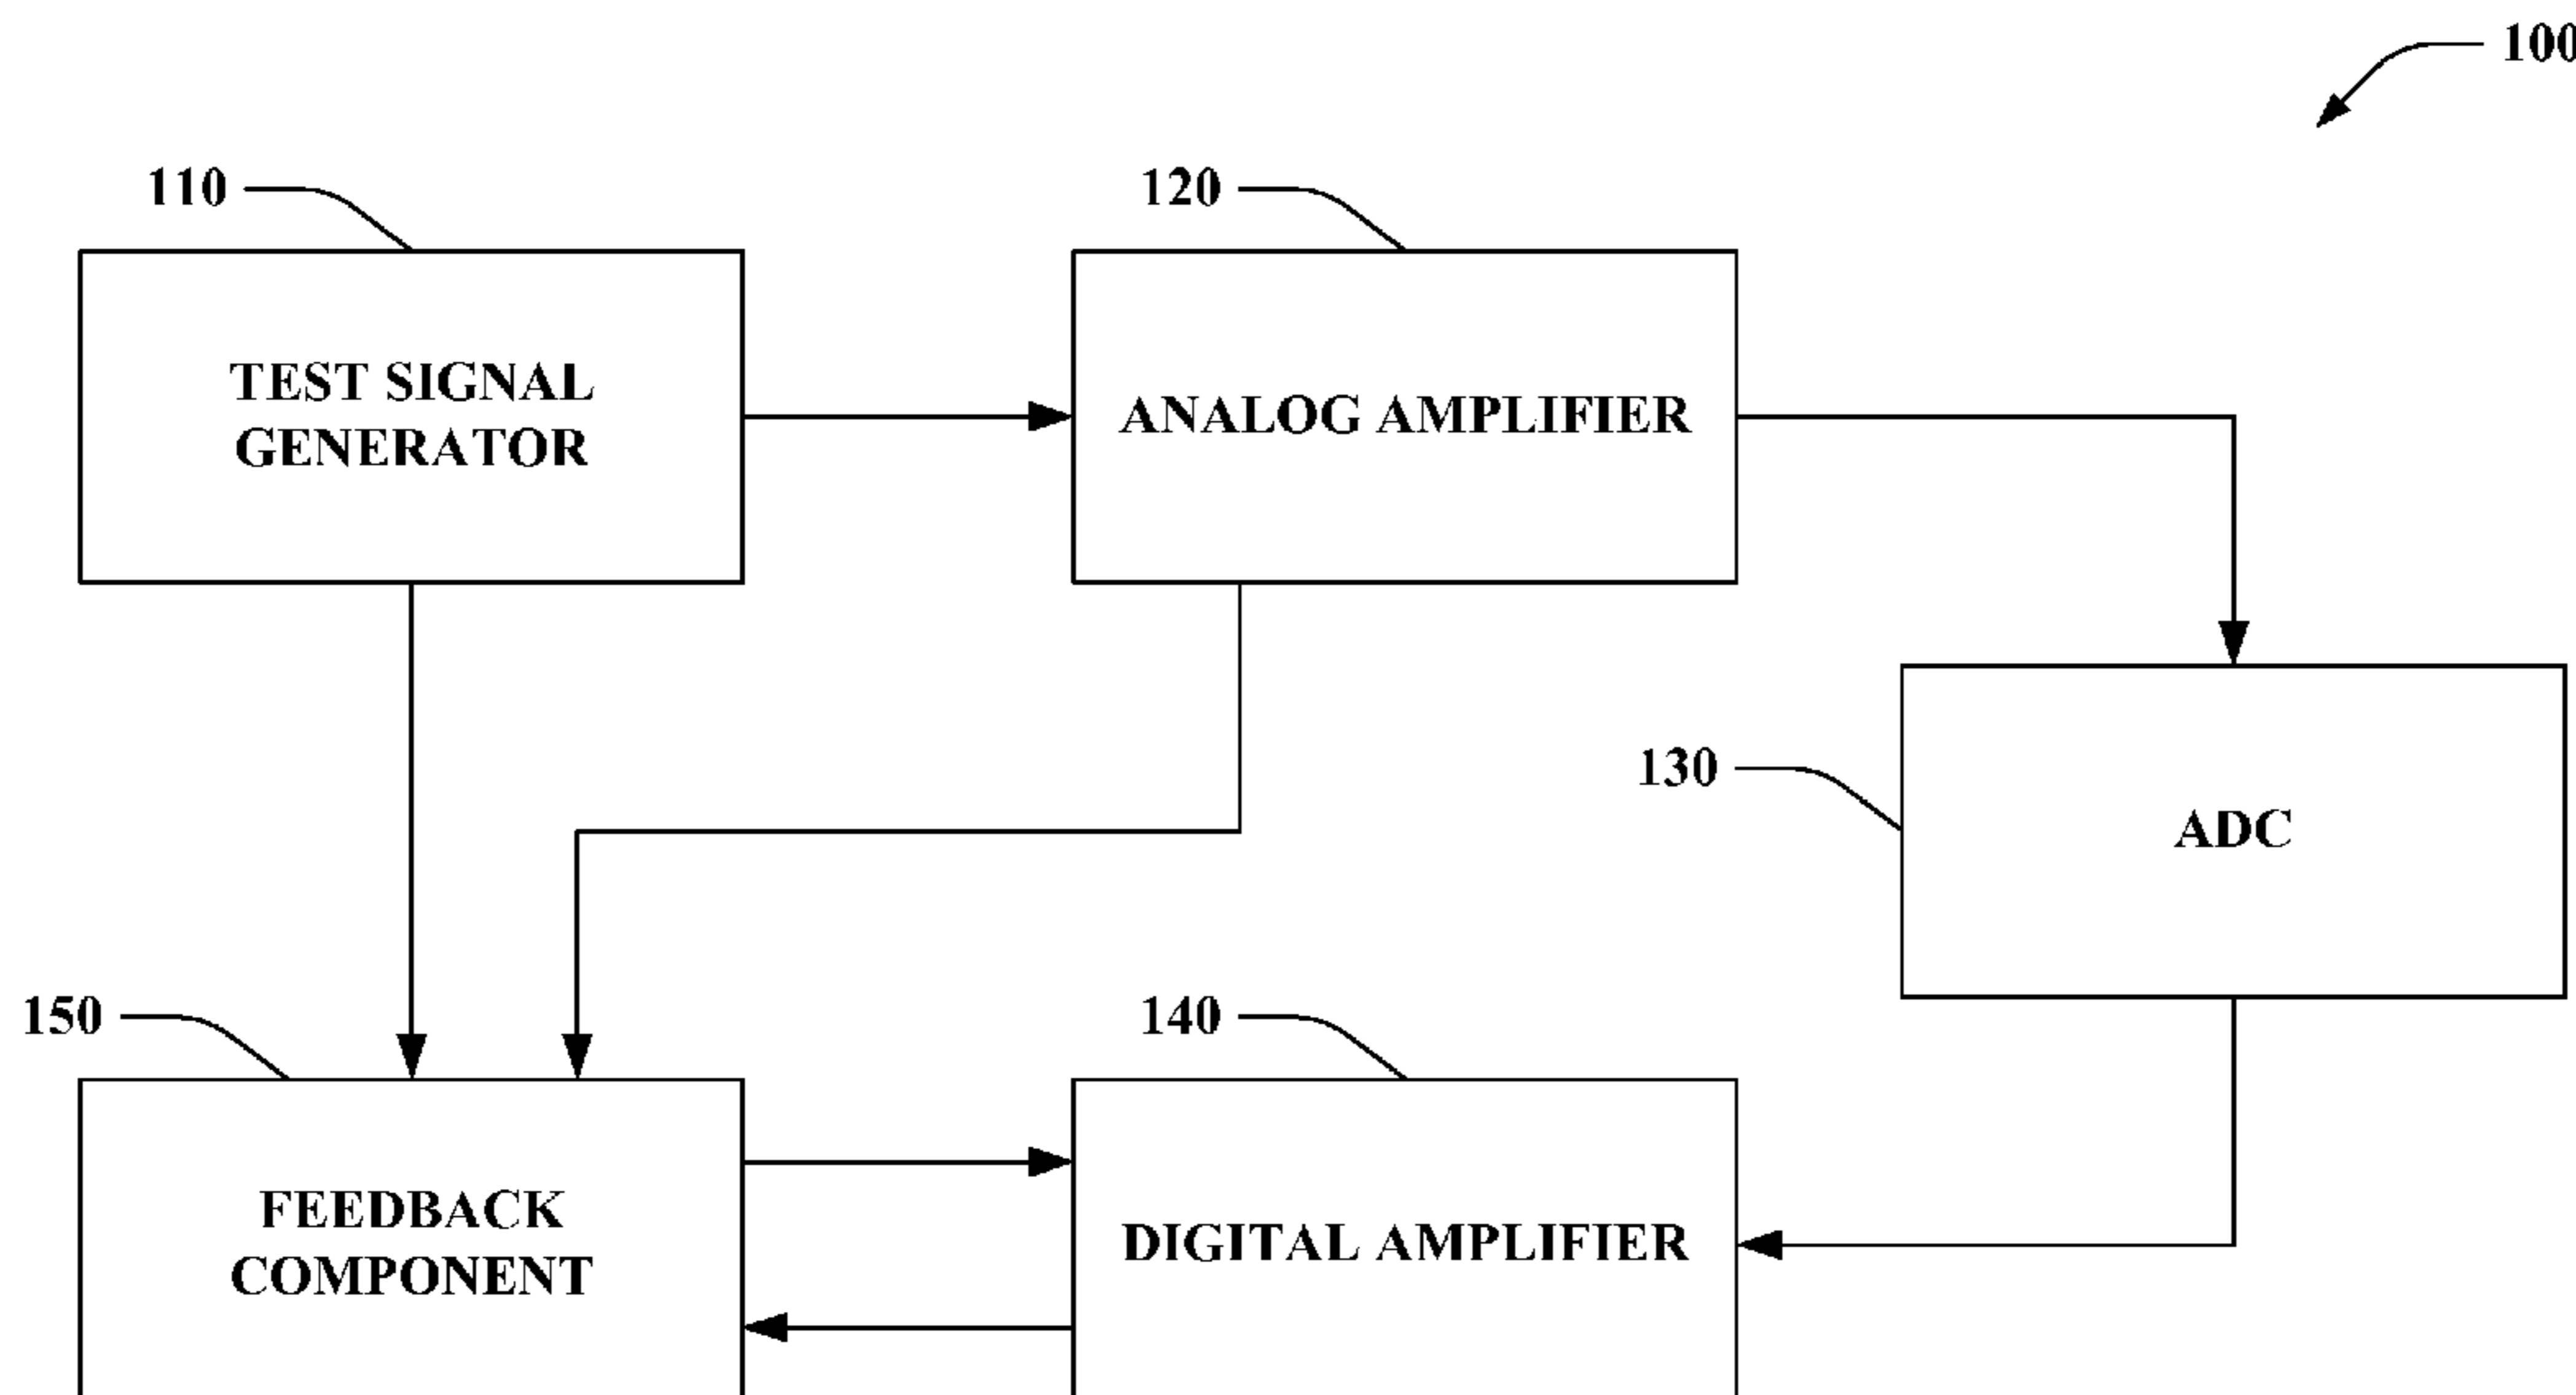 100
110
120
TEST SIGNAL
GENERATOR
ANALOG AMPLIFIER
130
ADC
150
140
FEEDBACK
COMPONENT
DIGITAL AMPLIFIER